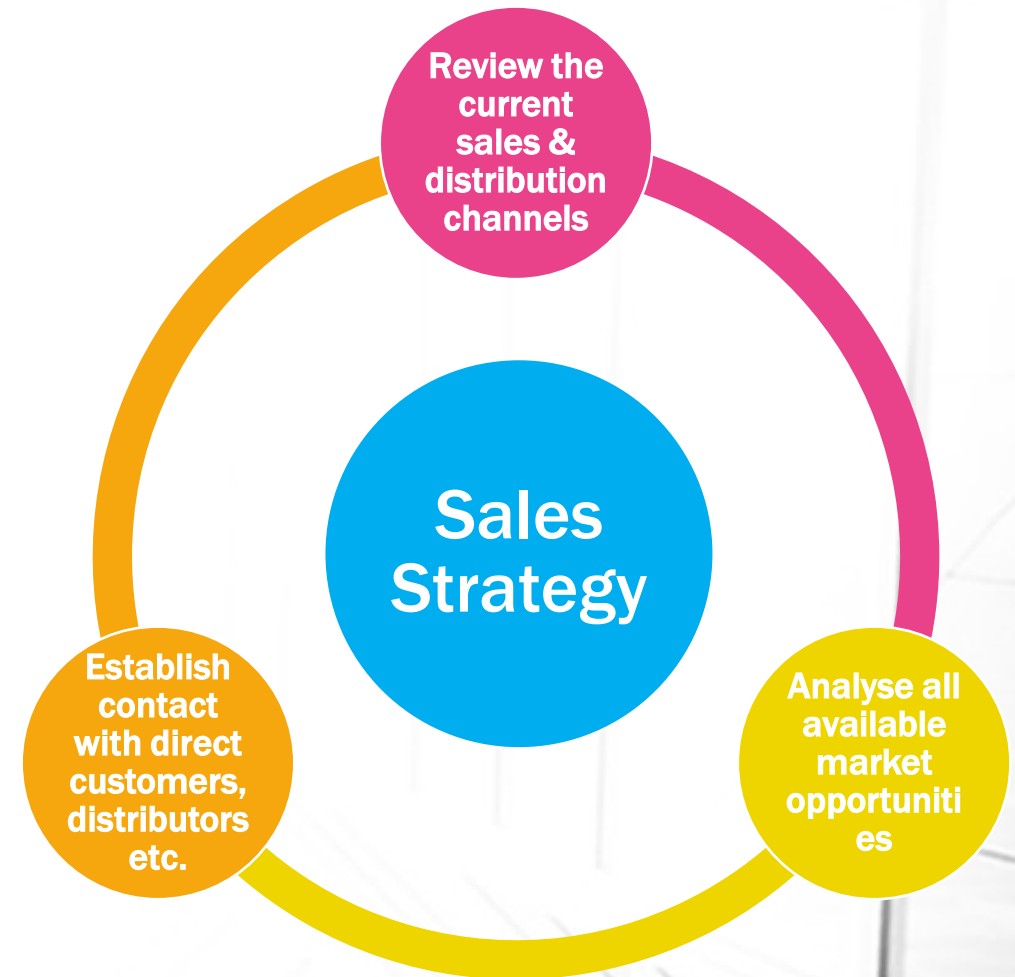 Review the
current
sales &
distribution
channels
Sales
Strategy
Analyse all
available
market
opportuniti
es
Establish
contact
with direct
customers,
distributors
etc.